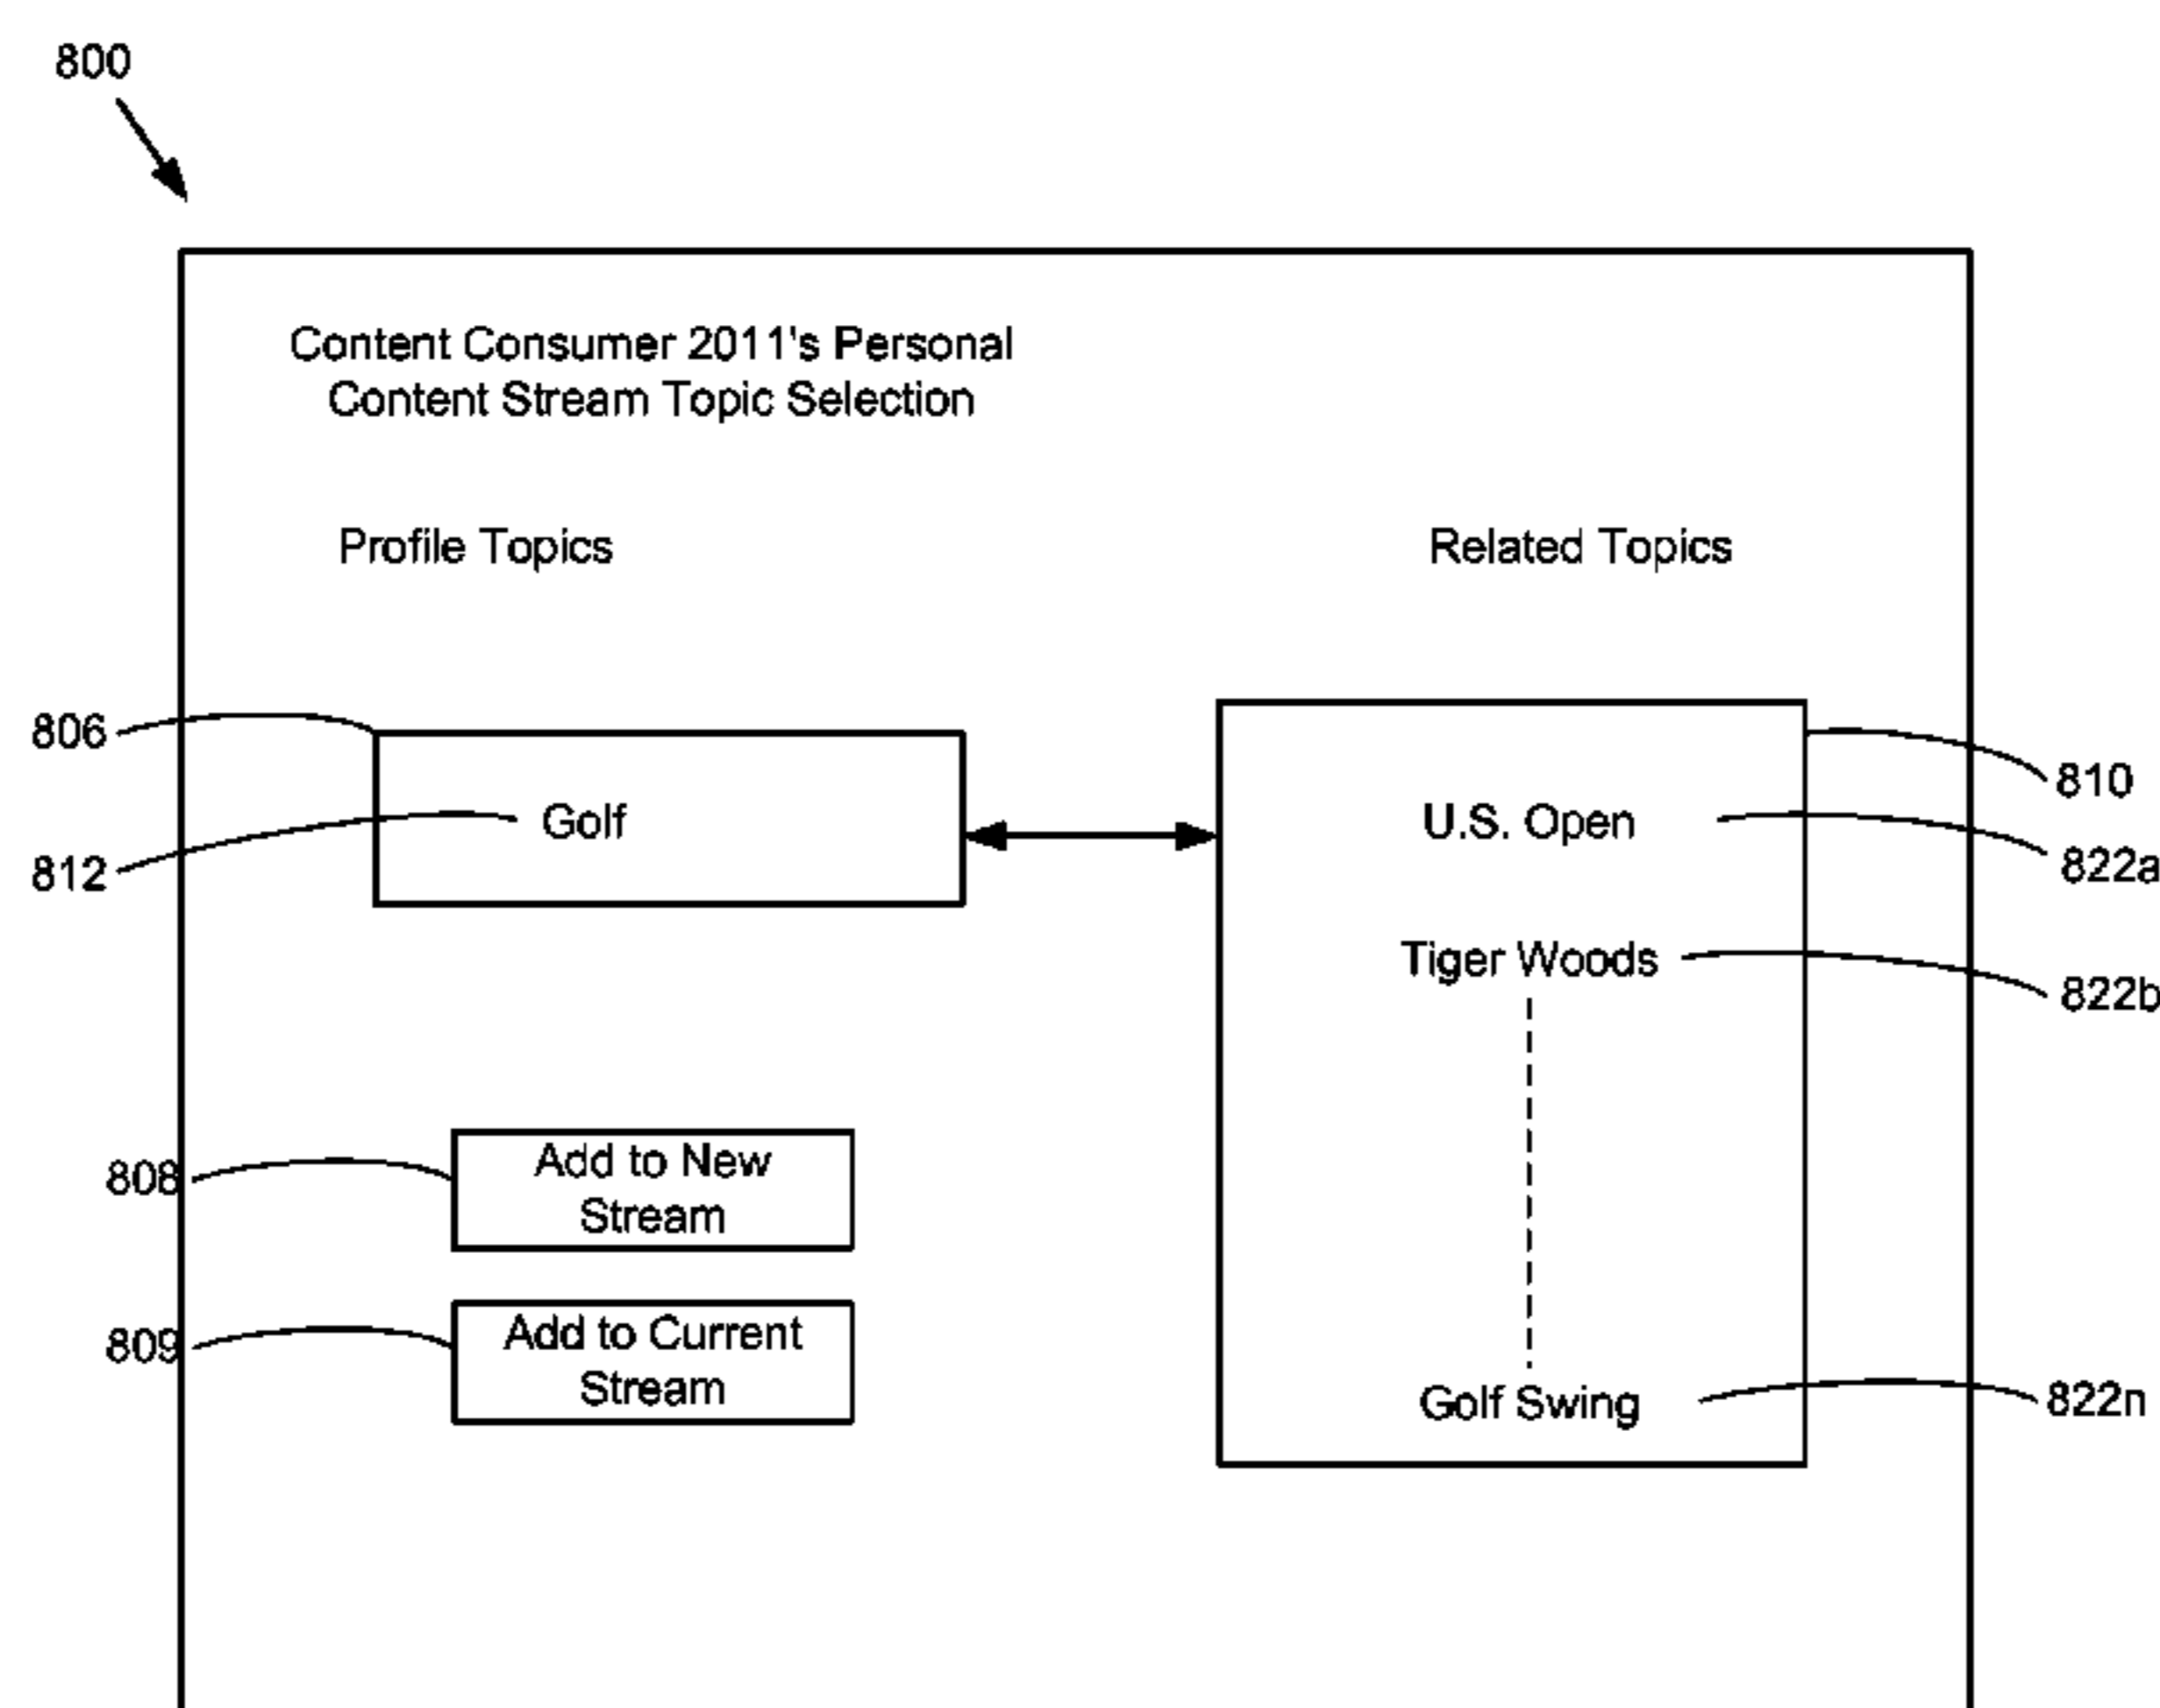 800
Content Consumer 2011's Personal
Content Stream Topic Selection
Profile Topics
Related Topics
806
810
812
Golf
U.S. Open
822a
Tiger Woods
822b
808
Add to New
Stream
809
Add to Current
Stream
Golf Swing
822n